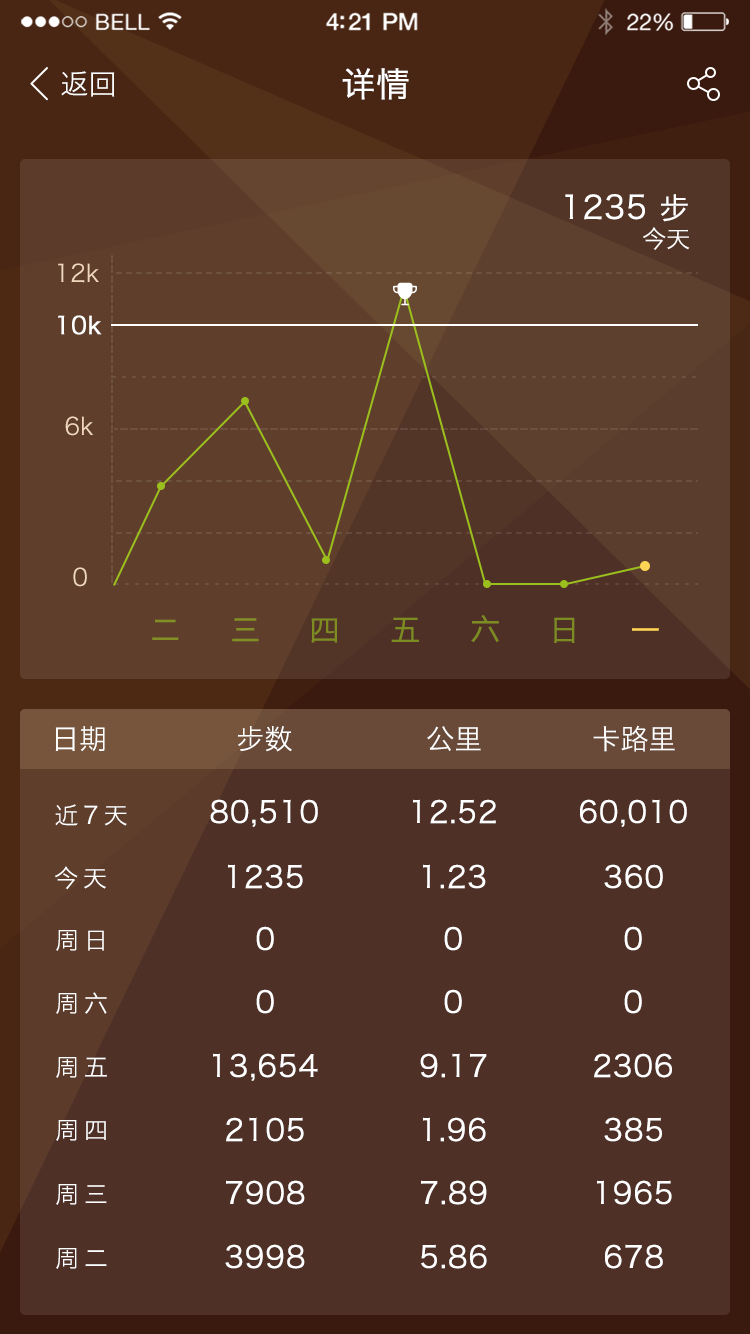 BELL 4:21 PM 22%
返回 详情
1235 步
今天
12k
10k
6k
0
二 三 四 五 六 日 一
日期 步数 公里 卡路里
近7天 80,510 12.52 60,010
今天 1235 1.23 360
周日 0 0 0
周六 0 0 0
周五 13,654 9.17 2306
周四 2105 1.96 385
周三 7908 7.89 1965
周二 3998 5.86 678